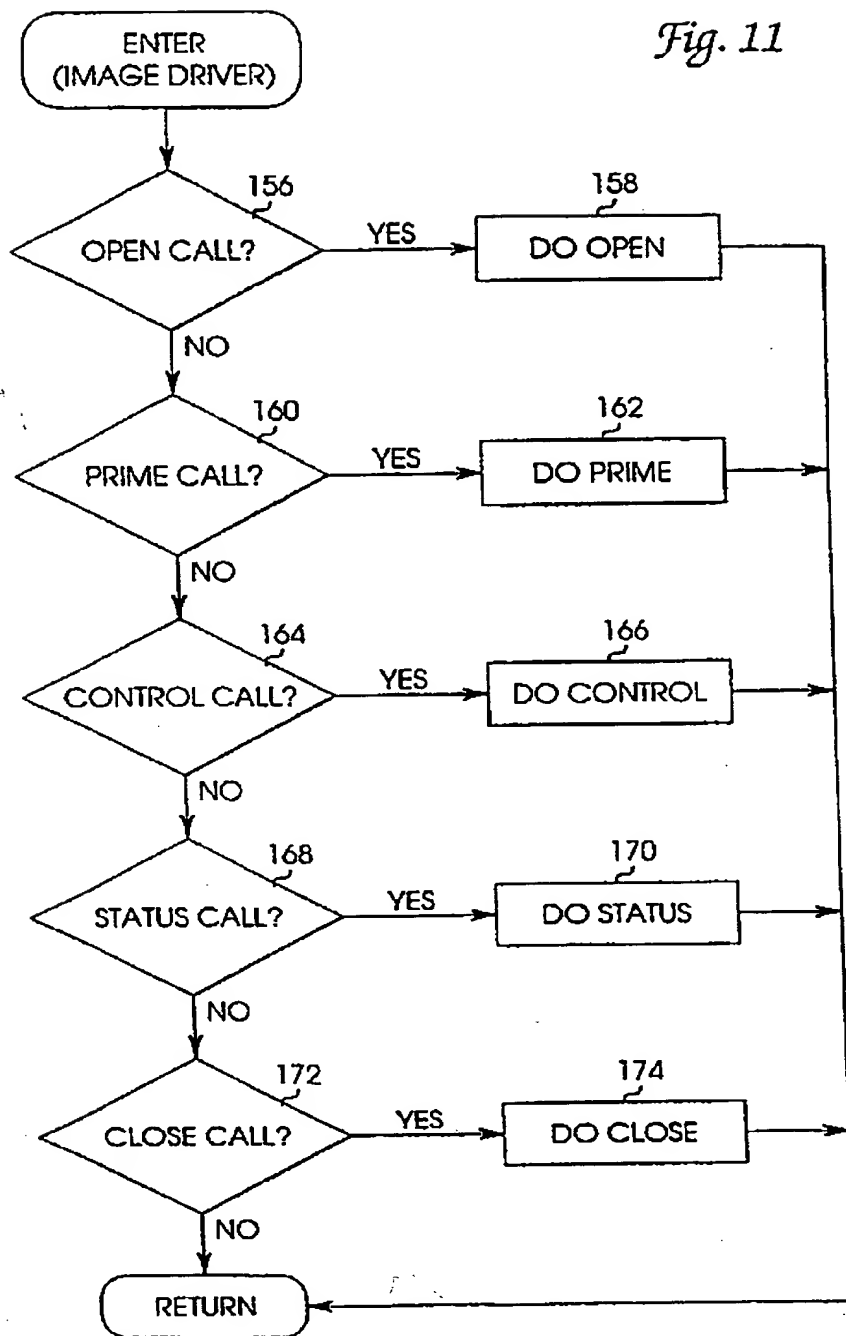 Fig. 11
ENTER
(IMAGE DRIVER)
156
OPEN CALL?
YES
158
DO OPEN
NO
160
PRIME CALL?
YES
162
DO PRIME
NO
164
CONTROL CALL?
YES
166
DO CONTROL
NO
168
STATUS CALL?
YES
170
DO STATUS
NO
172
CLOSE CALL?
YES
174
DO CLOSE
NO
RETURN